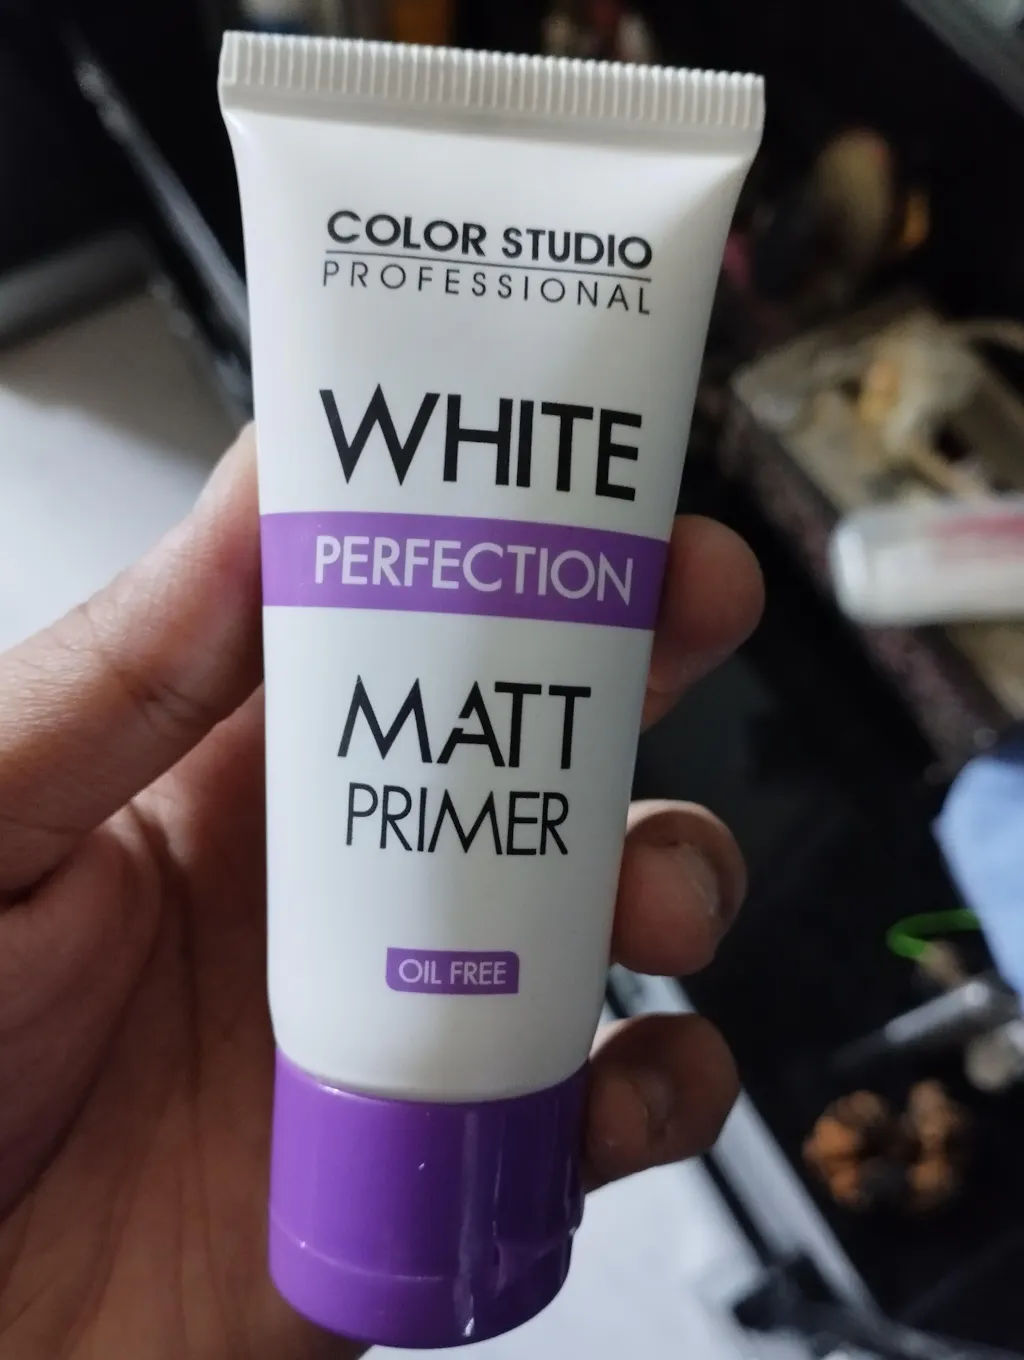 COLOR STUDIO
PROFESSIONAL
WHITE
PERFECTION
MATT
PRIMER
OIL FREE